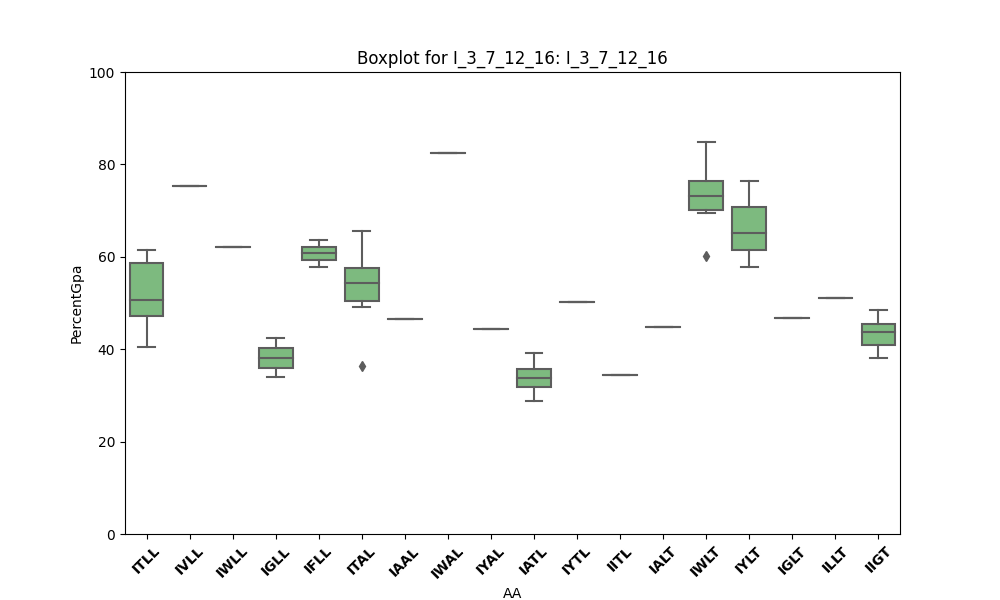 Boxplot for I_3_7_12_16: I_3_7_12_16
PercentGpa
100
80
60
40
20
0
ITLL IVLL IWLL IGLL IFLL ITAL IAAL IWAL IYAL IATL IYTL IITL IALT IWLT IYLT IGLT ILLT IIGT
AA